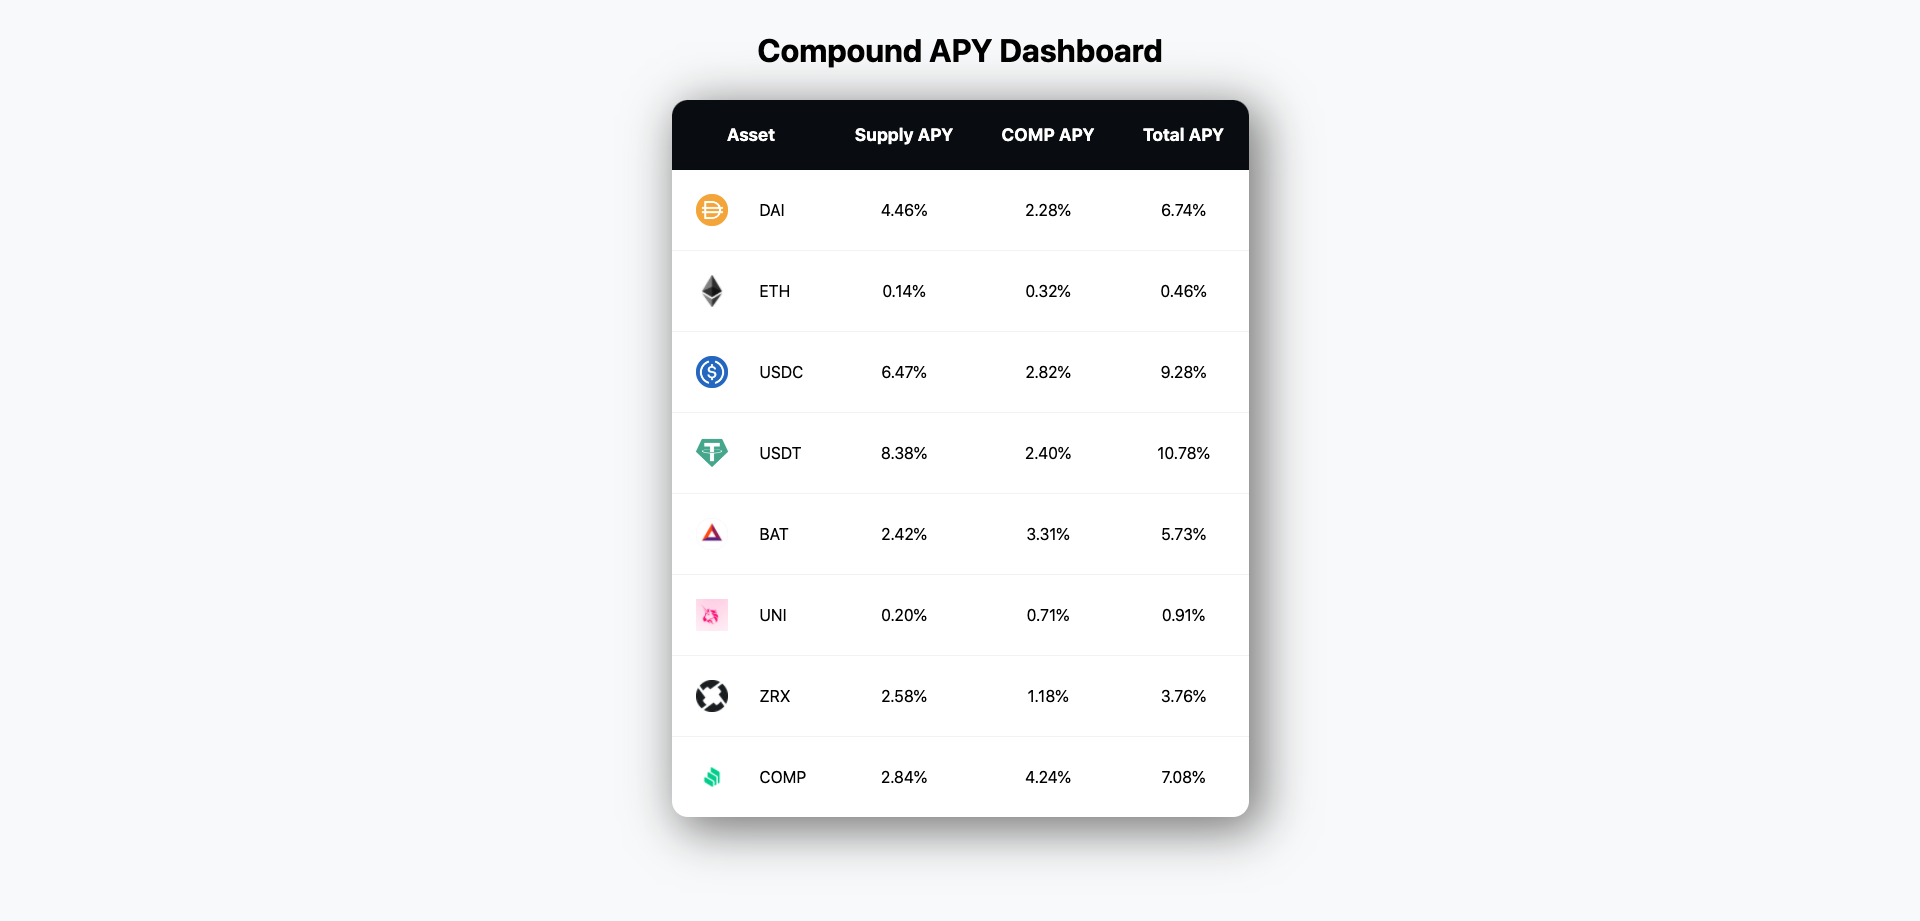 Compound APY Dashboard
Asset Supply APY COMP APY Total APY
DAI 4.46% 2.28% 6.74%
ETH 0.14% 0.32% 0.46%
USDC 6.47% 2.82% 9.28%
USDT 8.38% 2.40% 10.78%
BAT 2.42% 3.31% 5.73%
UNI 0.20% 0.71% 0.91%
ZRX 2.58% 1.18% 3.76%
COMP 2.84% 4.24% 7.08%